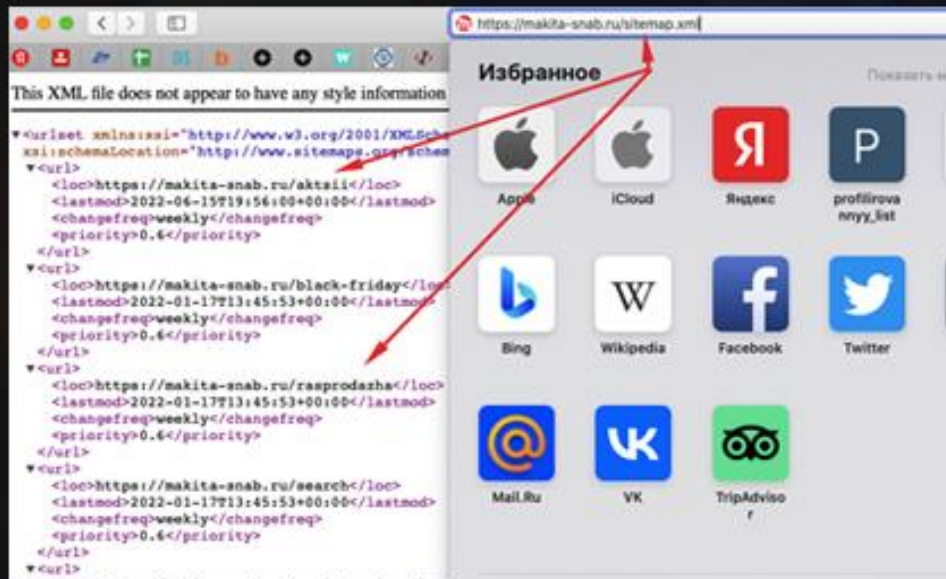 https://makita-snab.ru/sitemap.xml
This XML file does not appear to have any style information
▼<urlset xmlns:xsi="http://www.w3.org/2001/XMLSche
xsi:schemaLocation="http://www.sitemaps.org/schem
▼<url>
<loc>https://makita-snab.ru/aktsii</loc>
<lastmod>2022-06-15T19:56:00+00:00</lastmod>
<changefreq>weekly</changefreq>
<priority>0.6</priority>
</url>
▼<url>
<loc>https://makita-snab.ru/black-friday</loc
<lastmod>2022-01-17T13:45:53+00:00</lastmod>
<changefreq>weekly</changefreq>
<priority>0.6</priority>
</url>
▼<url>
<loc>https://makita-snab.ru/rasprodazha</loc>
<lastmod>2022-01-17T13:45:53+00:00</lastmod>
<changefreq>weekly</changefreq>
<priority>0.6</priority>
</url>
▼<url>
<loc>https://makita-snab.ru/search</loc>
<lastmod>2022-01-17T13:45:53+00:00</lastmod>
<changefreq>weekly</changefreq>
<priority>0.6</priority>
</url>
▼<url>
Избранное
Показать
Я
P
Apple
iCloud
Яндекс
profilirova
nnyy_list
W
f
Bing
Wikipedia
Facebook
Twitter
@
VK
Mail.Ru
VK
TripAdviso
r